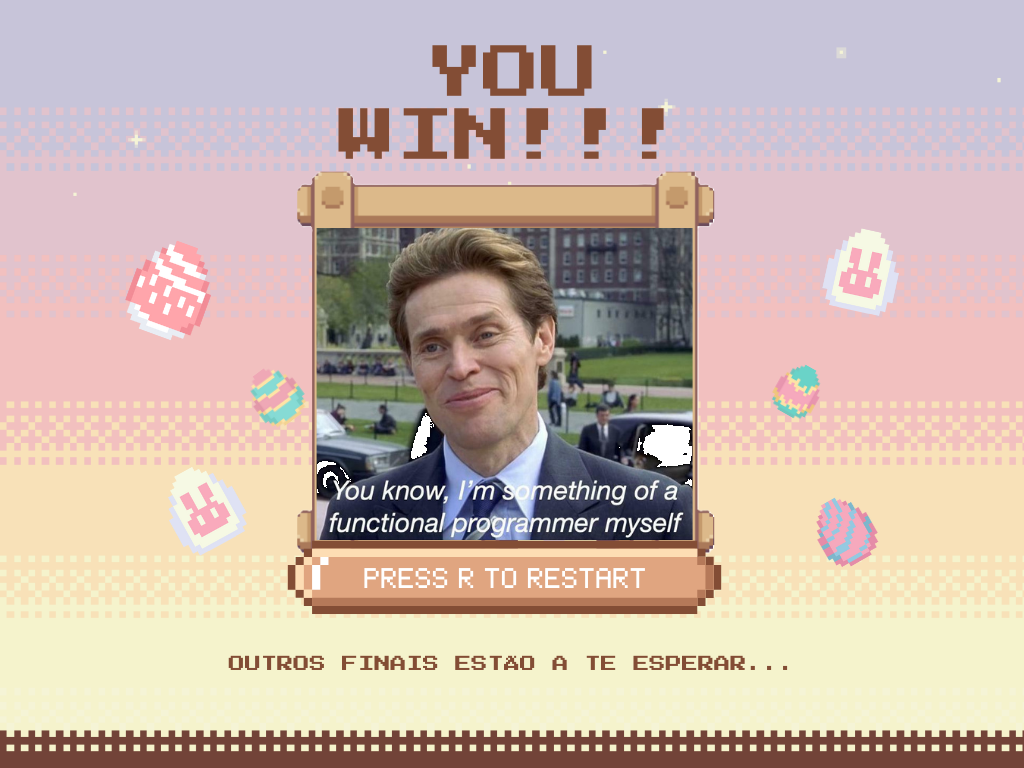 YOU
WIN!!!
You know, I'm something of a
functional programmer myself
PRESS R TO RESTART
OUTROS FINAIS ESTÃO A TE ESPERAR...